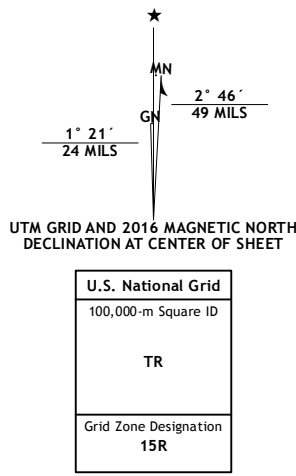 ★
MN
GN
1° 21´
24 MILS
2° 46´
49 MILS
UTM GRID AND 2016 MAGNETIC NORTH
DECLINATION AT CENTER OF SHEET
U.S. National Grid
100,000-m Square ID
TR
Grid Zone Designation
15R